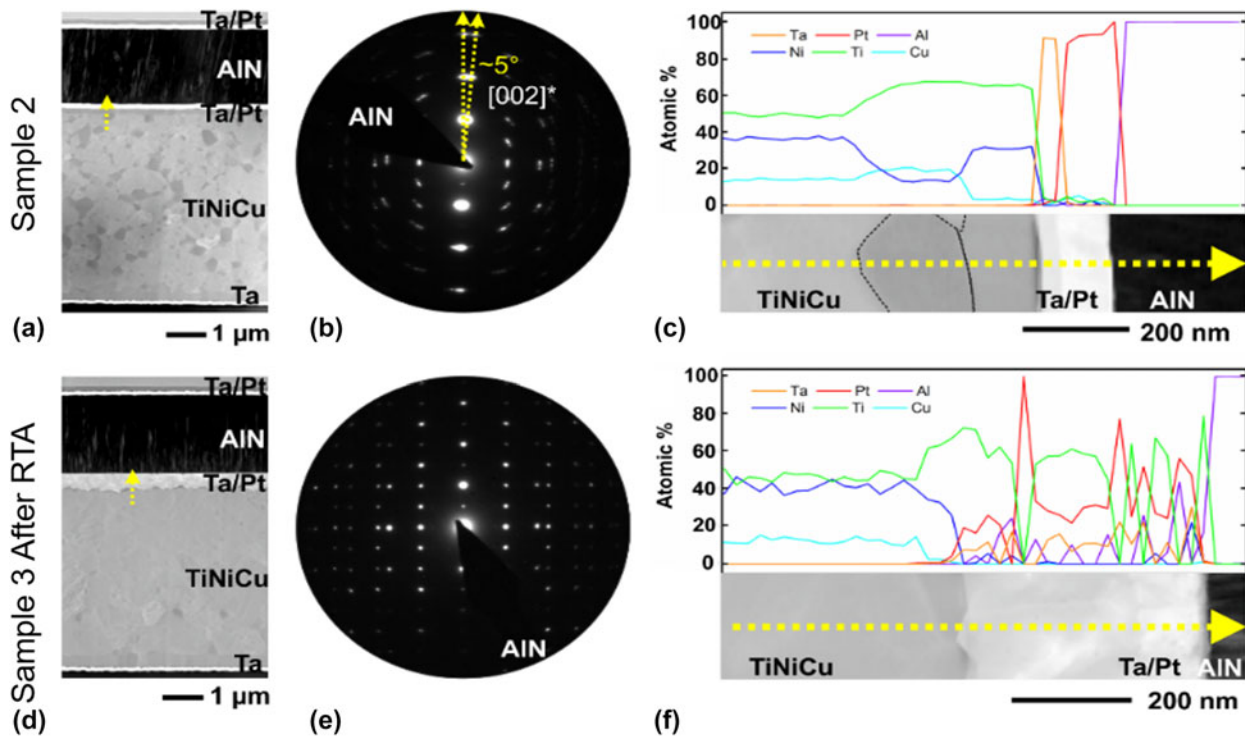 Sample 2
Ta/Pt
AlN
Ta/Pt
TiNiCu
Ta
(a)
1 µm
AlN
~5°
[002]*
(b)
Atomic %
100
80
60
40
20
0
Ta Pt Al
Ni Ti Cu
TiNiCu Ta/Pt AlN
(c)
200 nm
Sample 3 After RTA
Ta/Pt
AlN
Ta/Pt
TiNiCu
Ta
(d)
1 µm
AlN
(e)
Atomic %
100
80
60
40
20
0
Ta Pt Al
Ni Ti Cu
TiNiCu Ta/Pt AlN
(f)
200 nm